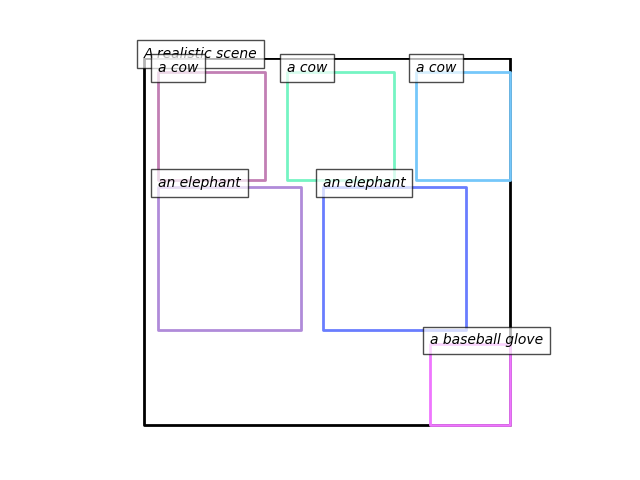 A realistic scene
a cow
a cow
a cow
an elephant
an elephant
a baseball glove